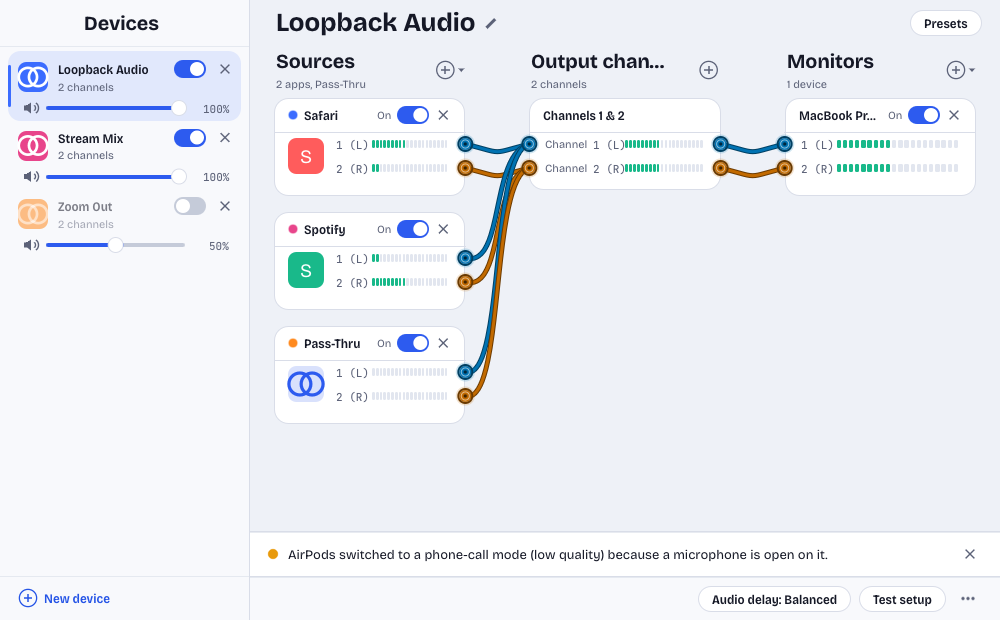 Devices
Loopback Audio
2 channels
100%
Stream Mix
2 channels
100%
Zoom Out
2 channels
50%
New device
Loopback Audio
Presets
Sources
2 apps, Pass-Thru
Output chan...
2 channels
Monitors
1 device
Safari On
S
1 (L)
2 (R)
Spotify On
S
1 (L)
2 (R)
Pass-Thru On
1 (L)
2 (R)
Channels 1 & 2
Channel 1 (L)
Channel 2 (R)
MacBook Pr... On
1 (L)
2 (R)
AirPods switched to a phone-call mode (low quality) because a microphone is open on it.
Audio delay: Balanced
Test setup